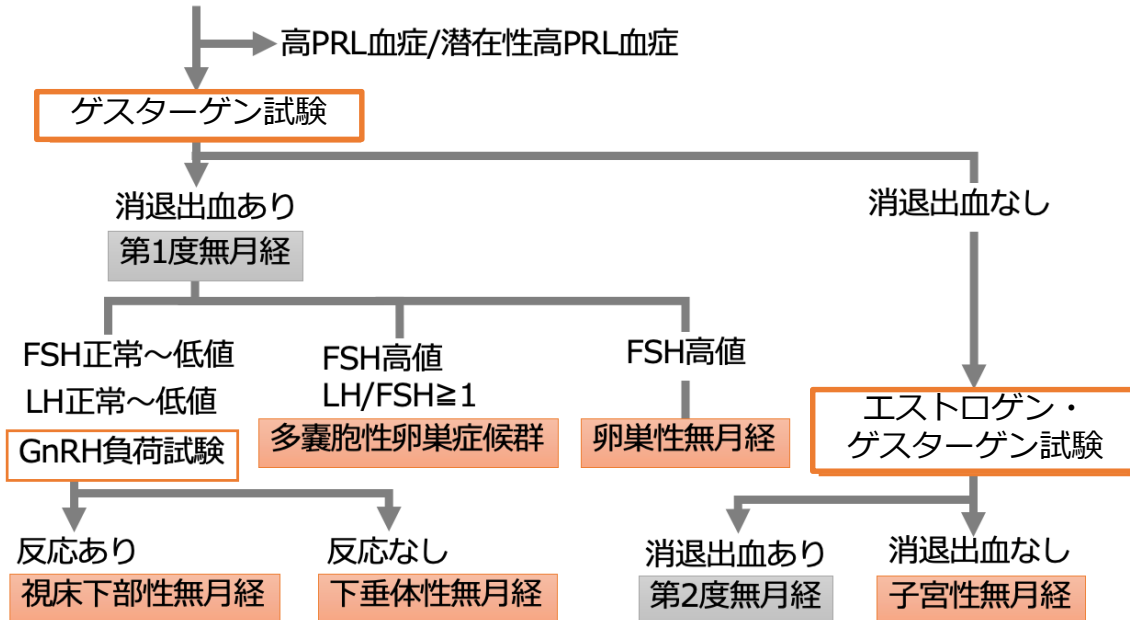 高PRL血症/潜在性高PRL血症
ゲスターゲン試験
消退出血あり
消退出血なし
第1度無月経
FSH正常～低値
LH正常～低値
GnRH負荷試験
FSH高値
LH/FSH≧1
多嚢胞性卵巣症候群
FSH高値
卵巣性無月経
エストロゲン・
ゲスターゲン試験
反応あり
視床下部性無月経
反応なし
下垂体性無月経
消退出血あり
第2度無月経
消退出血なし
子宮性無月経